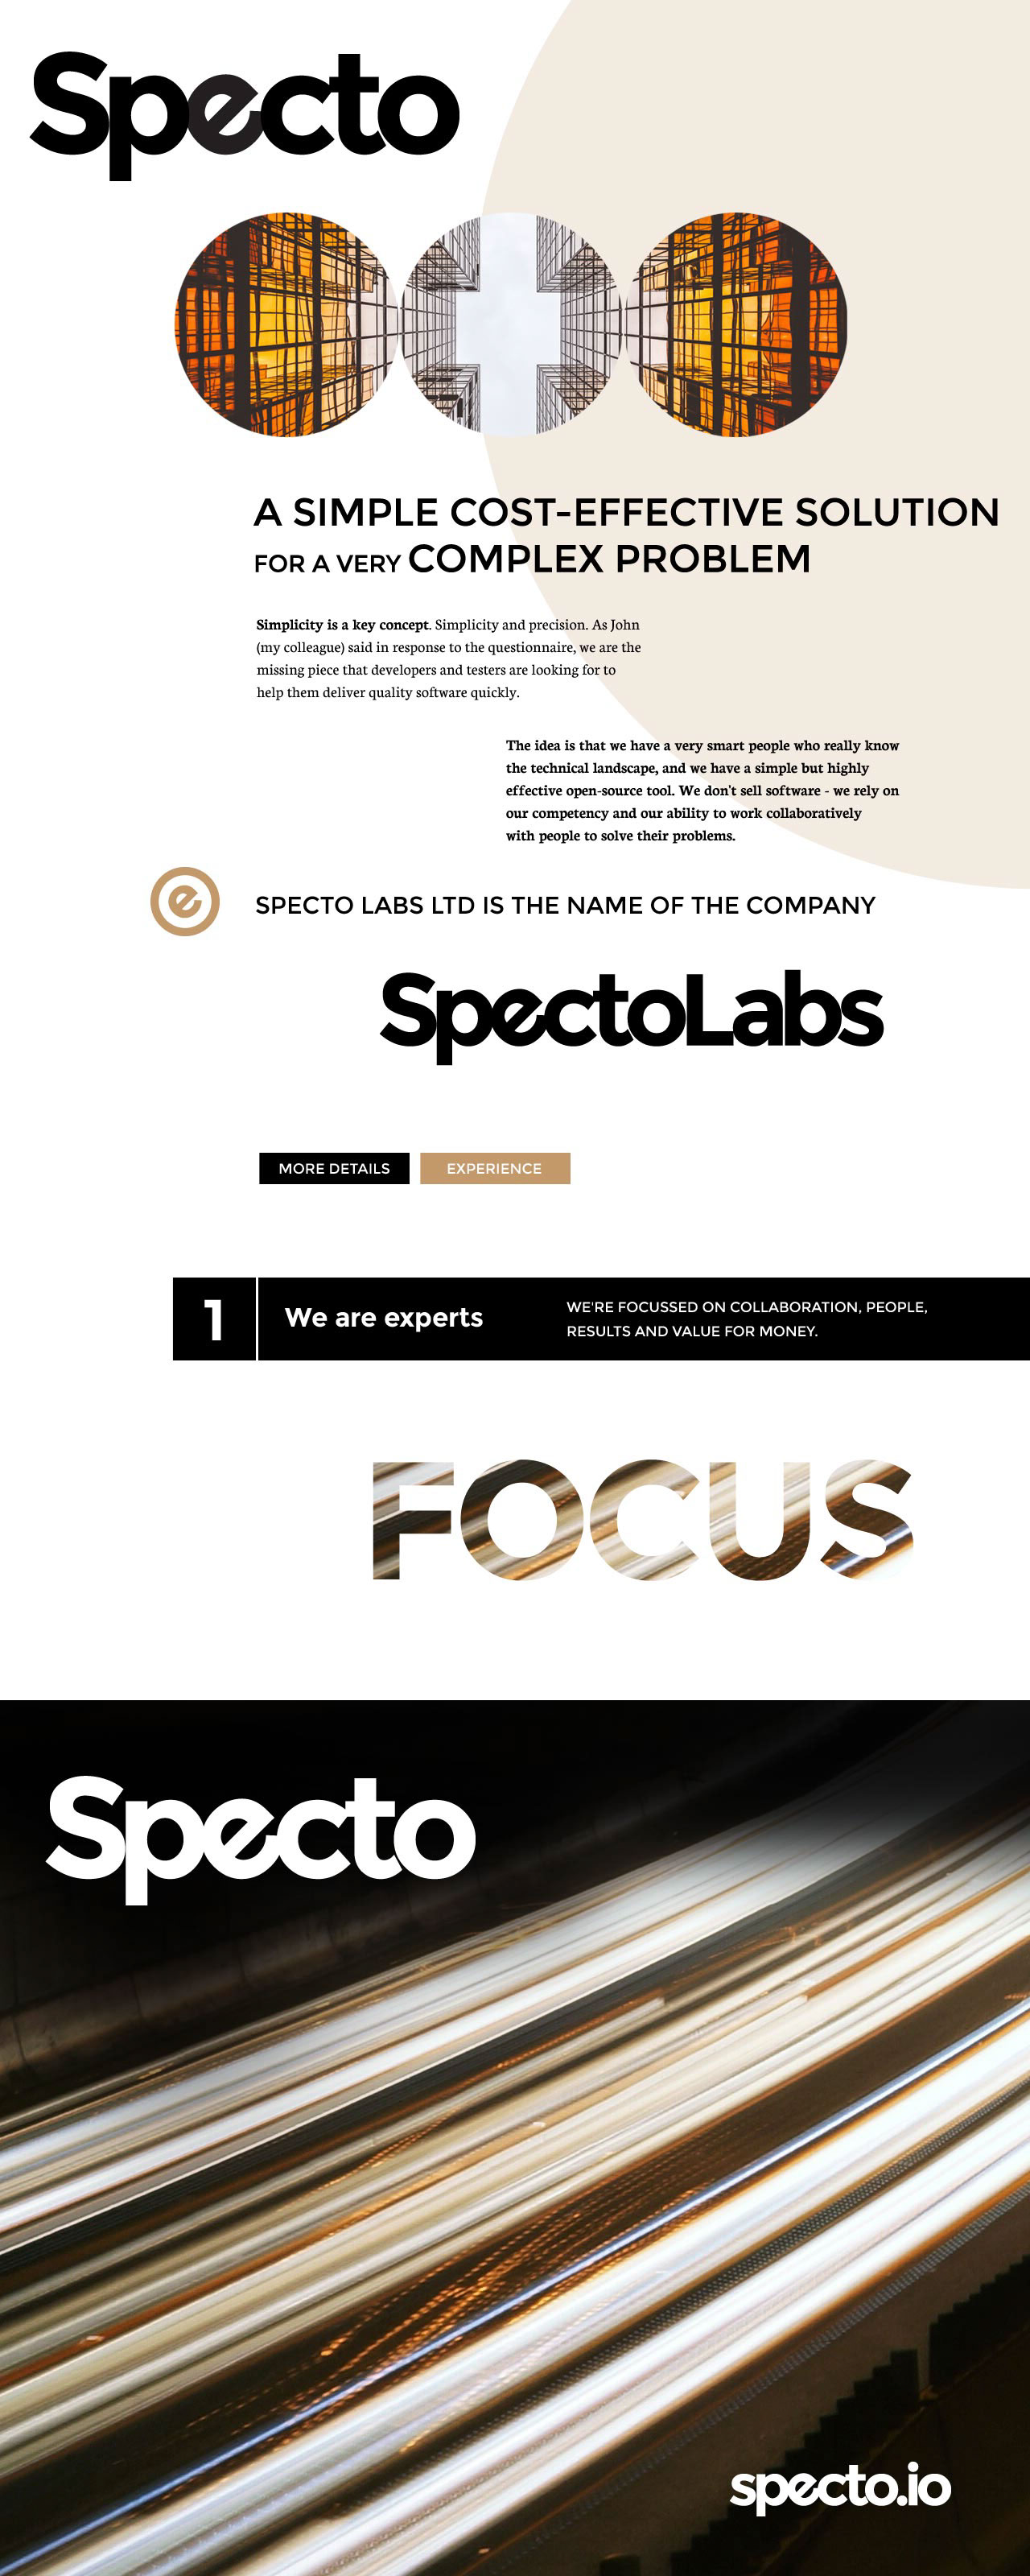 Specto
A SIMPLE COST-EFFECTIVE SOLUTION
FOR A VERY COMPLEX PROBLEM
Simplicity is a key concept. Simplicity and precision. As John
(my colleague) said in response to the questionnaire, we are the
missing piece that developers and testers are looking for to
help them deliver quality software quickly.
The idea is that we have a very smart people who really know
the technical landscape, and we have a simple but highly
effective open-source tool. We don't sell software - we rely on
our competency and our ability to work collaboratively
with people to solve their problems.
e
SPECTO LABS LTD IS THE NAME OF THE COMPANY
SpectoLabs
MORE DETAILS
EXPERIENCE
1
We are experts
WE'RE FOCUSSED ON COLLABORATION, PEOPLE,
RESULTS AND VALUE FOR MONEY.
FOCUS
Specto
specto.io